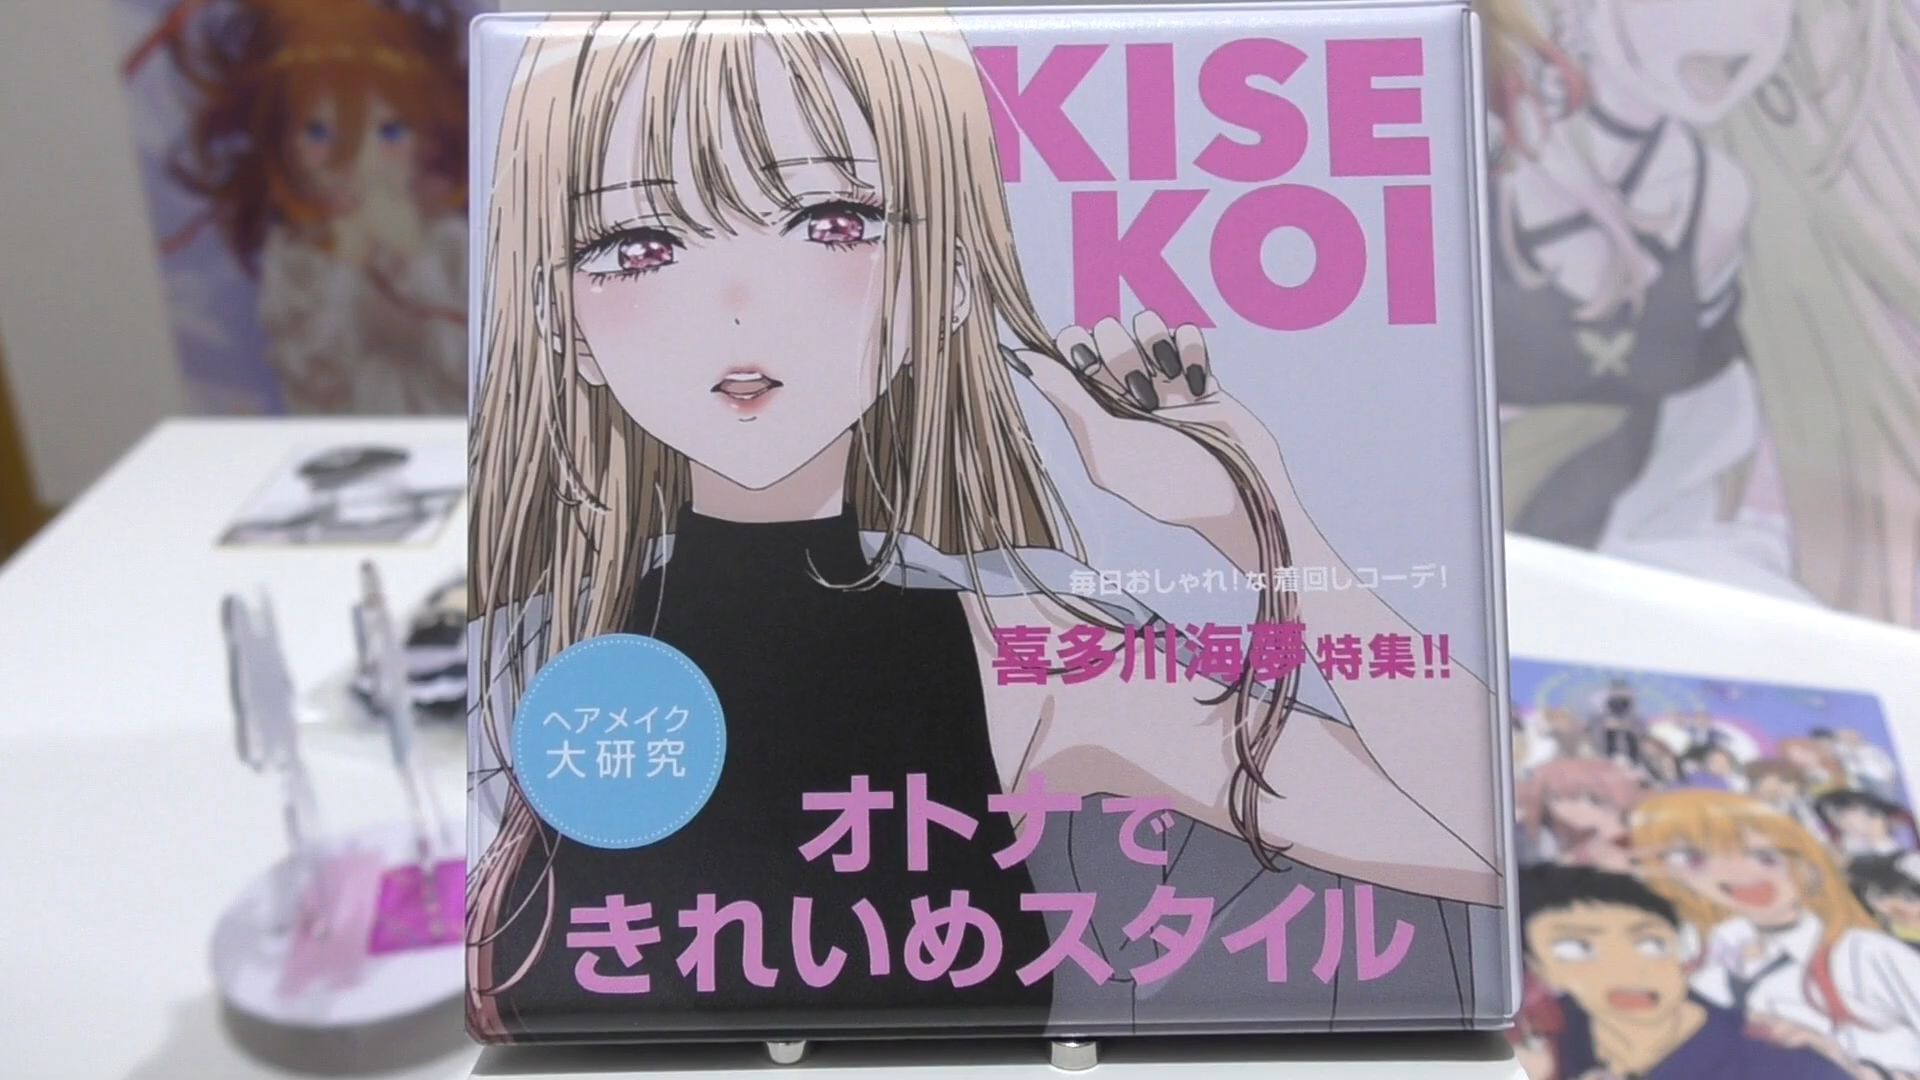 KISE
KOI
毎日おしゃれ!な着回しコーデ!
喜多川海夢特集!!
ヘアメイク
大研究
オトナで
きれいめスタイル